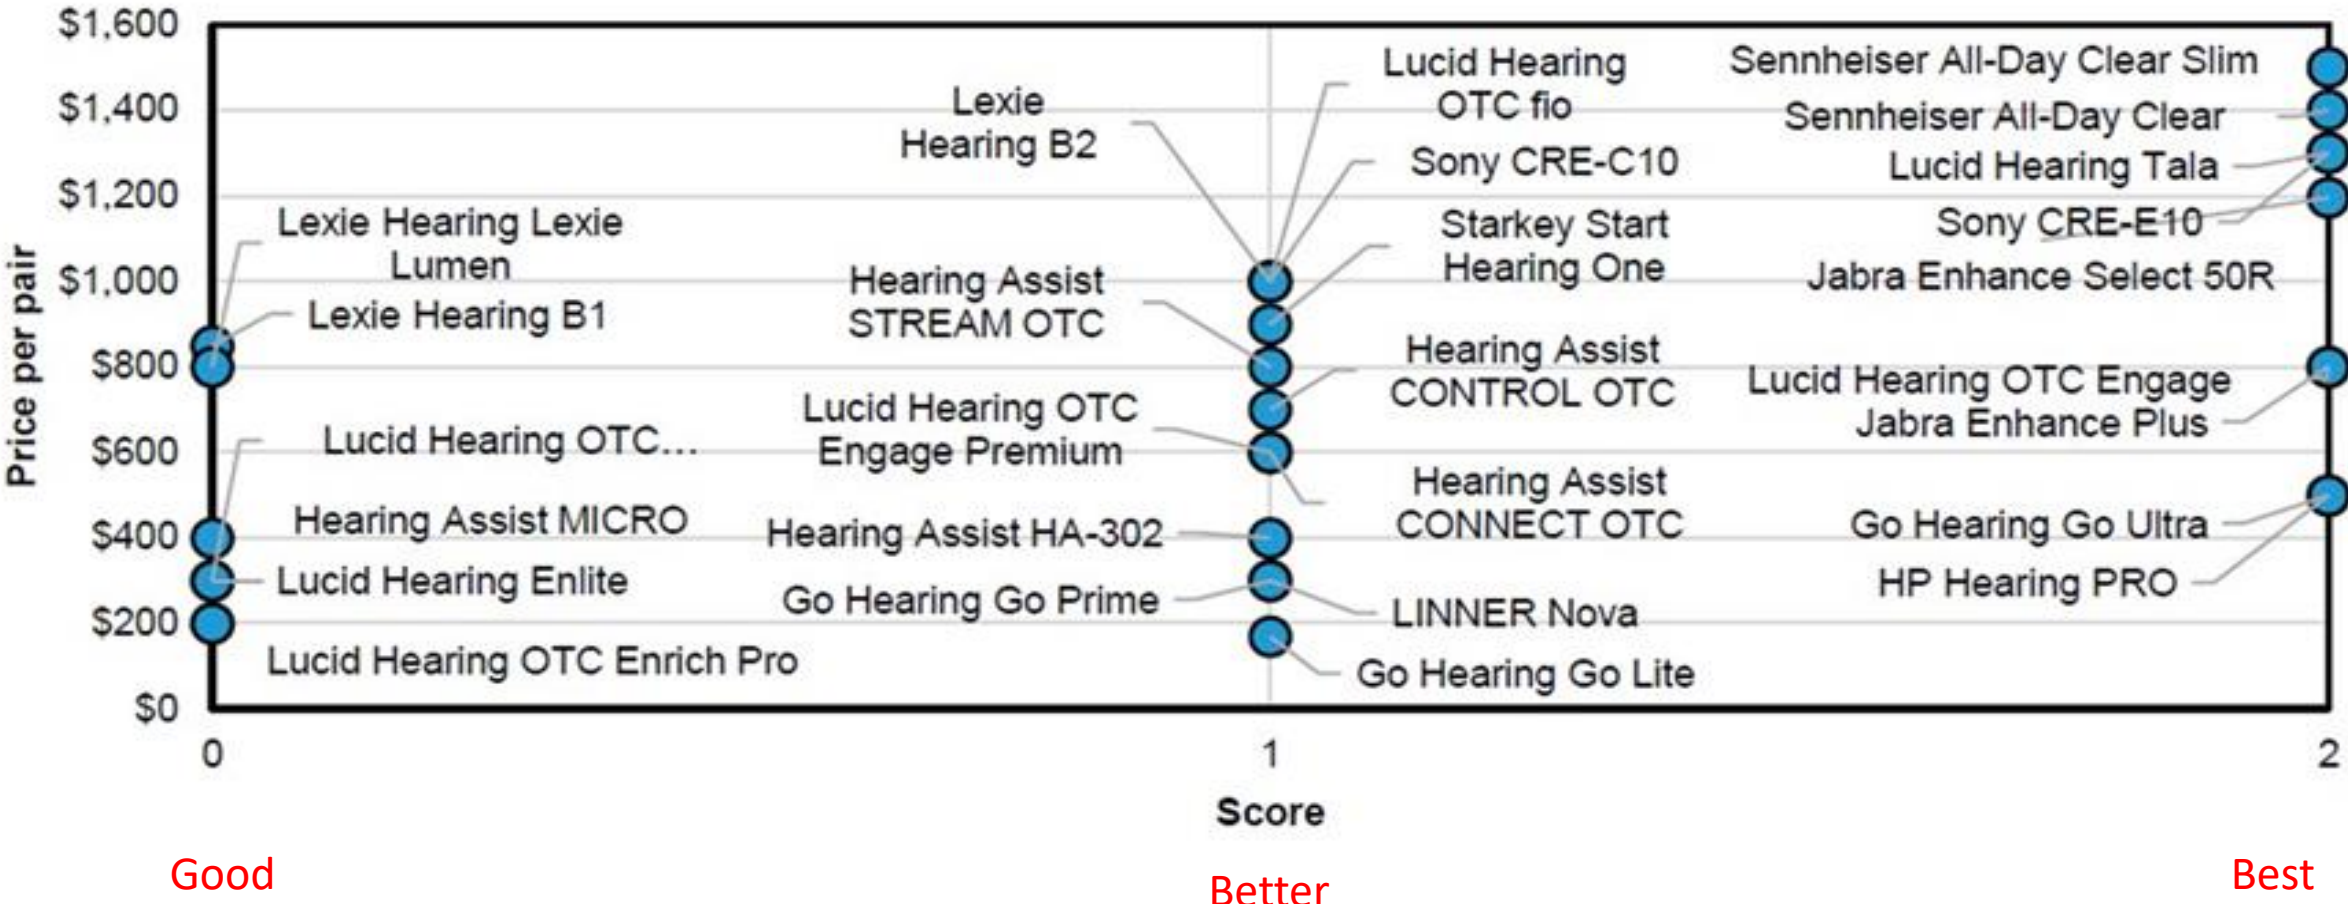 $1,600
$1,400
$1,200
$1,000
$800
$600
$400
$200
$0
Price per pair
Lexie Hearing Lexie
Lumen
Lexie Hearing B1
Lucid Hearing OTC...
Hearing Assist MICRO
Lucid Hearing Enlite
Lucid Hearing OTC Enrich Pro
Lexie
Hearing B2
Hearing Assist
STREAM OTC
Lucid Hearing OTC
Engage Premium
Hearing Assist HA-302
Go Hearing Go Prime
Lucid Hearing
OTC fio
Sony CRE-C10
Starkey Start
Hearing One
Hearing Assist
CONTROL OTC
Hearing Assist
CONNECT OTC
LINNER Nova
Go Hearing Go Lite
Sennheiser All-Day Clear Slim
Sennheiser All-Day Clear
Lucid Hearing Tala
Sony CRE-E10
Jabra Enhance Select 50R
Lucid Hearing OTC Engage
Jabra Enhance Plus
Go Hearing Go Ultra
HP Hearing PRO
0
1
2
Score
Good
Better
Best